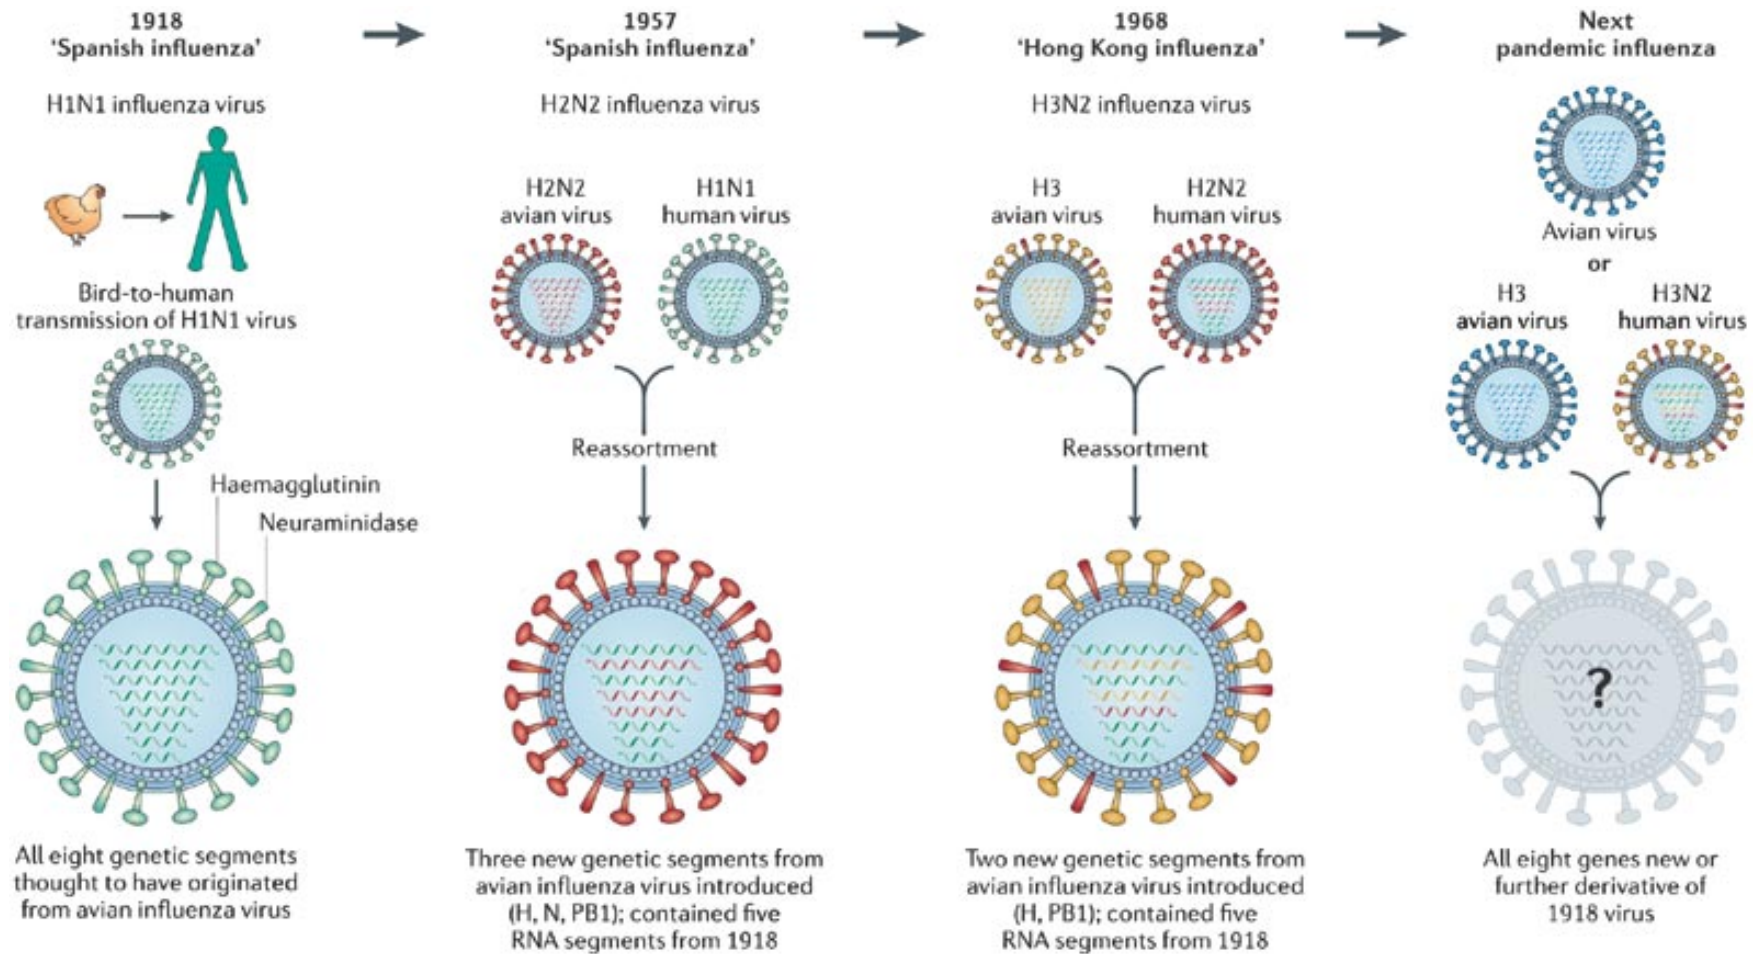 1918
‘Spanish influenza’
H1N1 influenza virus
Bird-to-human
transmission of H1N1 virus
Haemagglutinin
Neuraminidase
All eight genetic segments
thought to have originated
from avian influenza virus
1957
‘Spanish influenza’
H2N2 influenza virus
H2N2
avian virus
H1N1
human virus
Reassortment
Three new genetic segments from
avian influenza virus introduced
(H, N, PB1); contained five
RNA segments from 1918
1968
‘Hong Kong influenza’
H3N2 influenza virus
H3
avian virus
H2N2
human virus
Reassortment
Two new genetic segments from
avian influenza virus introduced
(H, PB1); contained five
RNA segments from 1918
Next
pandemic influenza
Avian virus
or
H3
avian virus
H3N2
human virus
?
All eight genes new or
further derivative of
1918 virus